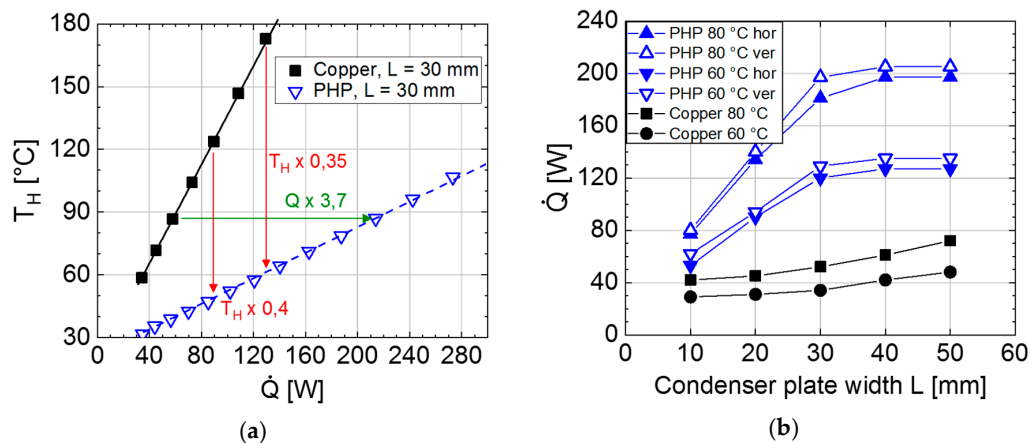 180
150
120
90
60
30
T_H [°C]
Copper, L = 30 mm
PHP, L = 30 mm
T_H x 0,35
Q x 3,7
T_H x 0,4
0 40 80 120 160 200 240 280
Q̇ [W]
(a)
240
200
160
120
80
40
0
Q̇ [W]
PHP 80 °C hor
PHP 80 °C ver
PHP 60 °C hor
PHP 60 °C ver
Copper 80 °C
Copper 60 °C
0 10 20 30 40 50 60
Condenser plate width L [mm]
(b)